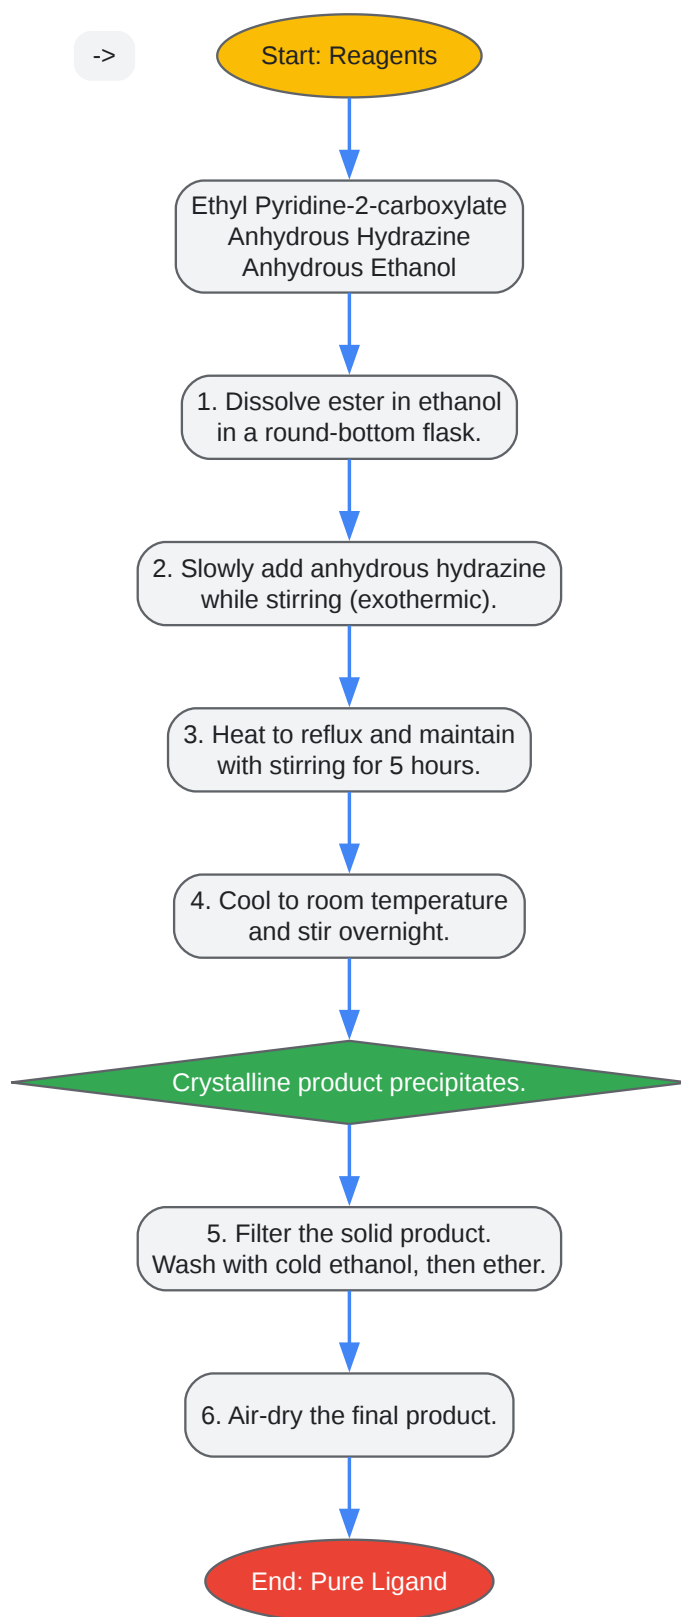 ->
Start: Reagents
Ethyl Pyridine-2-carboxylate
Anhydrous Hydrazine
Anhydrous Ethanol
1. Dissolve ester in ethanol
in a round-bottom flask.
2. Slowly add anhydrous hydrazine
while stirring (exothermic).
3. Heat to reflux and maintain
with stirring for 5 hours.
4. Cool to room temperature
and stir overnight.
Crystalline product precipitates.
5. Filter the solid product.
Wash with cold ethanol, then ether.
6. Air-dry the final product.
End: Pure Ligand